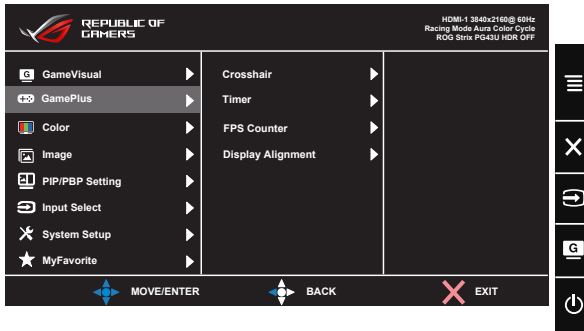 REPUBLIC OF
GAMERS
HDMI-1 3840x2160@ 60Hz
Racing Mode Aura Color Cycle
ROG Strix PG43U HDR OFF
G GameVisual
GamePlus
Color
Image
PIP/PBP Setting
Input Select
System Setup
MyFavorite
Crosshair
Timer
FPS Counter
Display Alignment
MOVE/ENTER
BACK
EXIT
G